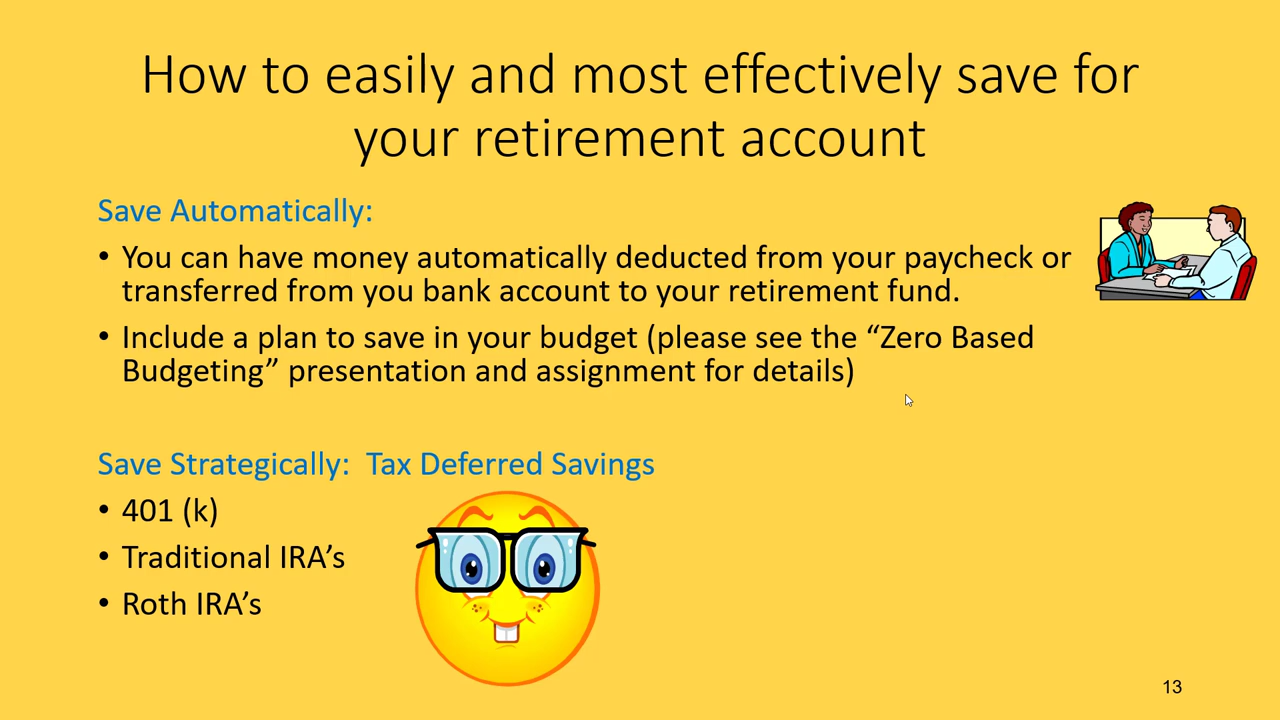 How to easily and most effectively save for
your retirement account
Save Automatically:
• You can have money automatically deducted from your paycheck or
transferred from you bank account to your retirement fund.
• Include a plan to save in your budget (please see the “Zero Based
Budgeting” presentation and assignment for details)
Save Strategically:  Tax Deferred Savings
• 401 (k)
• Traditional IRA’s
• Roth IRA’s
13